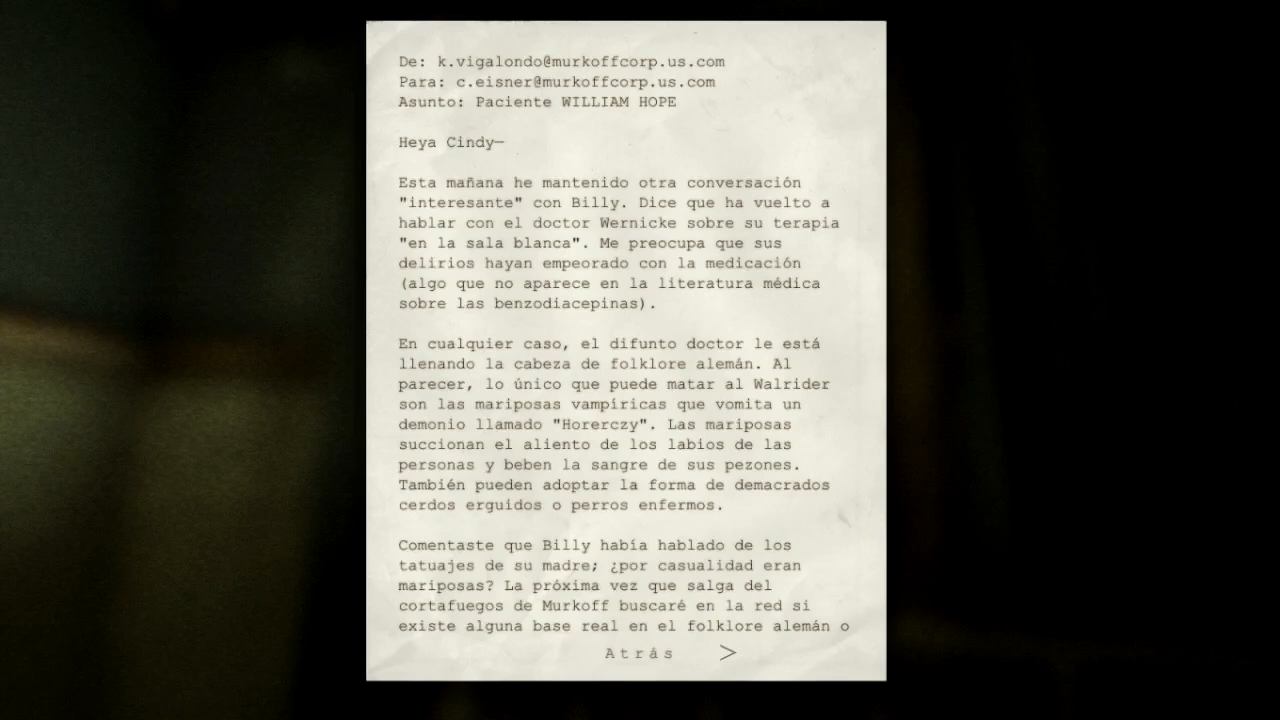 De: k.vigalondo@murkoffcorp.us.com
Para: c.eisner@murkoffcorp.us.com
Asunto: Paciente WILLIAM HOPE
Heya Cindy—
Esta mañana he mantenido otra conversación
"interesante" con Billy. Dice que ha vuelto a
hablar con el doctor Wernicke sobre su terapia
"en la sala blanca". Me preocupa que sus
delirios hayan empeorado con la medicación
(algo que no aparece en la literatura médica
sobre las benzodiacepinas).
En cualquier caso, el difunto doctor le está
llenando la cabeza de folklore alemán. Al
parecer, lo único que puede matar al Walrider
son las mariposas vampíricas que vomita un
demonio llamado "Horerczy". Las mariposas
succionan el aliento de los labios de las
personas y beben la sangre de sus pezones.
También pueden adoptar la forma de demacrados
cerdos erguidos o perros enfermos.
Comentaste que Billy había hablado de los
tatuajes de su madre; ¿por casualidad eran
mariposas? La próxima vez que salga del
cortafuegos de Murkoff buscaré en la red si
existe alguna base real en el folklore alemán o
Atrás >